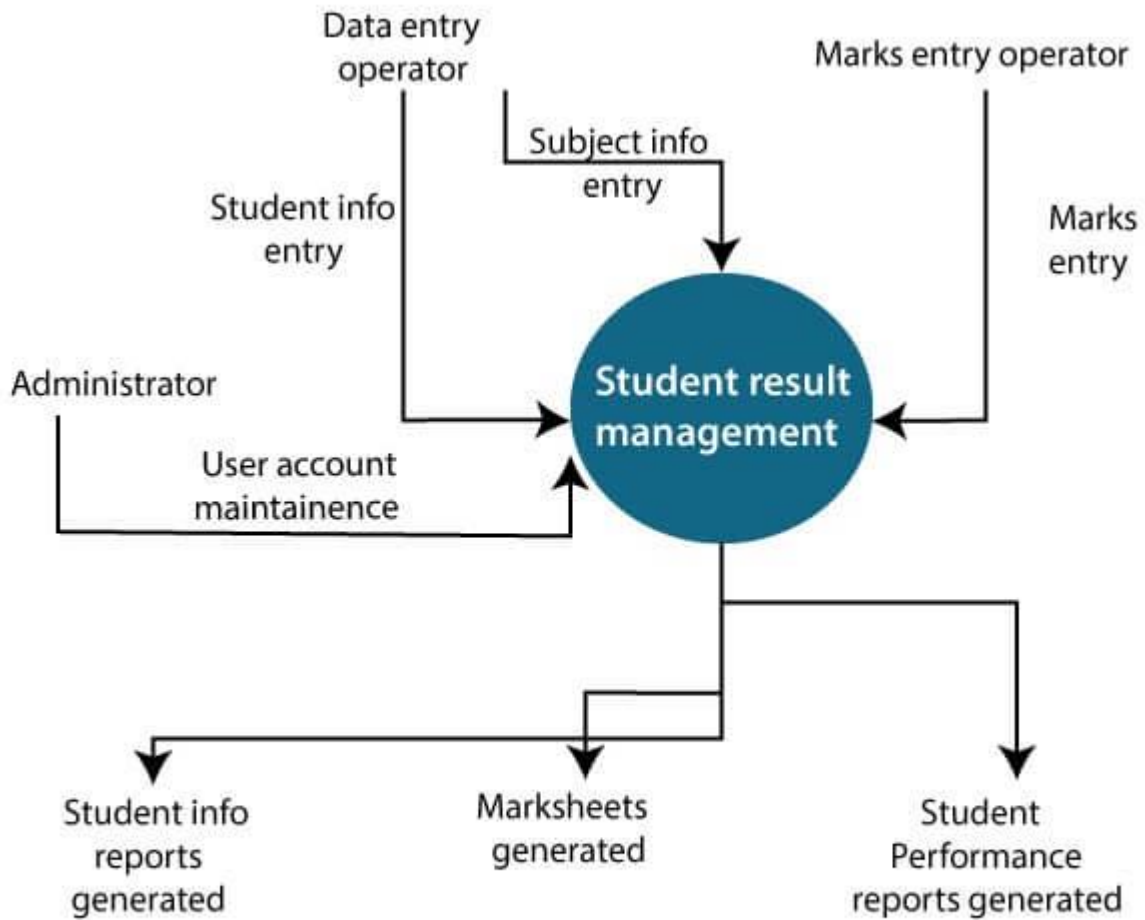 Data entry
operator
Marks entry operator
Subject info
entry
Student info
entry
Marks
entry
Administrator
Student result
management
User account
maintainence
Student info
reports
generated
Marksheets
generated
Student
Performance
reports generated